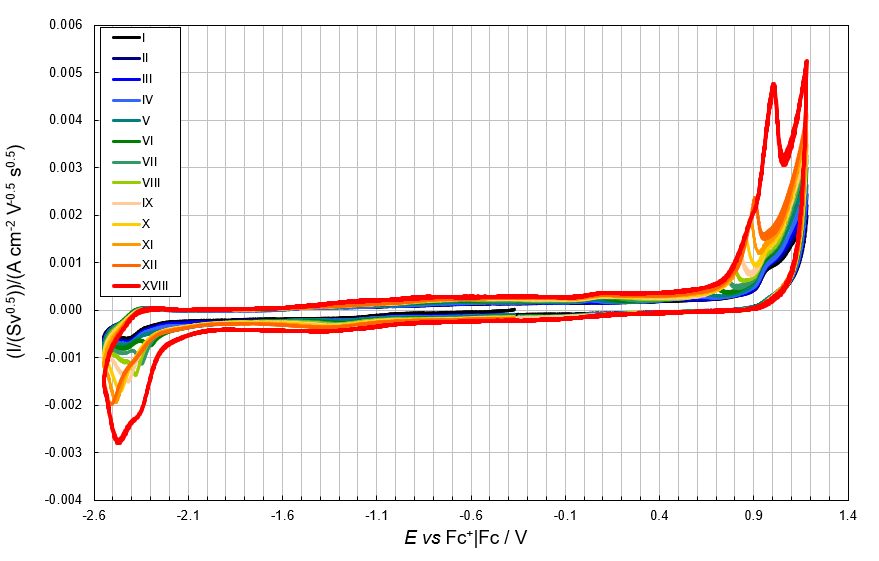 0.006
0.005
0.004
0.003
0.002
0.001
0.000
-0.001
-0.002
-0.003
-0.004
(I/(Sv^0.5))/(A cm^-2 V^-0.5 s^0.5)
I
II
III
IV
V
VI
VII
VIII
IX
X
XI
XII
XVIII
-2.6 -2.1 -1.6 -1.1 -0.6 -0.1 0.4 0.9 1.4
E vs Fc⁺|Fc / V